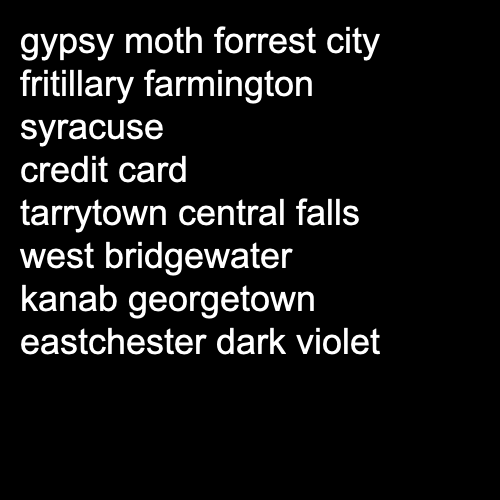 gypsy moth forrest city
fritillary farmington
syracuse
credit card
tarrytown central falls
west bridgewater
kanab georgetown
eastchester dark violet